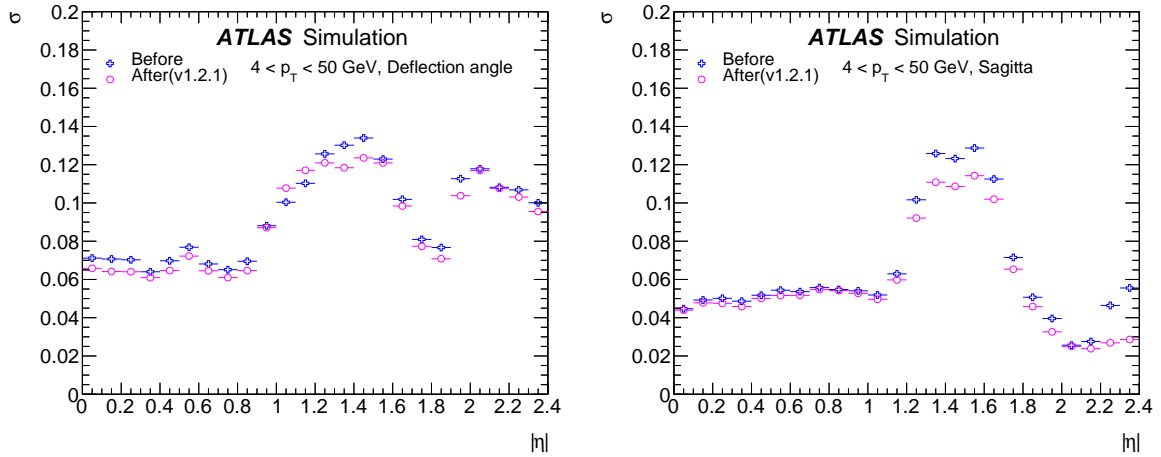 σ
0.2
0.18
0.16
0.14
0.12
0.1
0.08
0.06
0.04
0.02
0
ATLAS Simulation
Before
After(v1.2.1)
4 < pT < 50 GeV, Deflection angle
0 0.2 0.4 0.6 0.8 1 1.2 1.4 1.6 1.8 2 2.2 2.4
|η|
σ
0.2
0.18
0.16
0.14
0.12
0.1
0.08
0.06
0.04
0.02
0
ATLAS Simulation
Before
After(v1.2.1)
4 < pT < 50 GeV, Sagitta
0 0.2 0.4 0.6 0.8 1 1.2 1.4 1.6 1.8 2 2.2 2.4
|η|